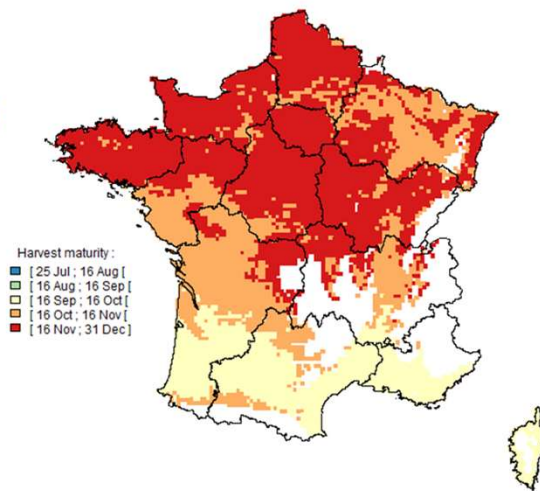 Harvest maturity :
[ 25 Jul ; 16 Aug [
[ 16 Aug ; 16 Sep [
[ 16 Sep ; 16 Oct [
[ 16 Oct ; 16 Nov [
[ 16 Nov ; 31 Dec ]